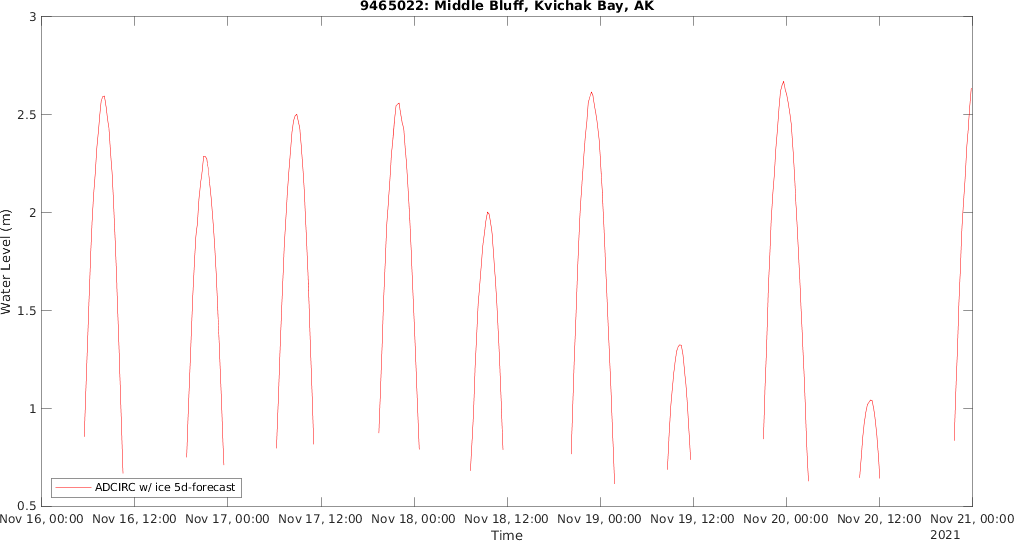 9465022: Middle Bluff, Kvichak Bay, AK
3
2.5
2
1.5
1
0.5
Water Level (m)
ADCIRC w/ ice 5d-forecast
Nov 16, 00:00 Nov 16, 12:00 Nov 17, 00:00 Nov 17, 12:00 Nov 18, 00:00 Nov 18, 12:00 Nov 19, 00:00 Nov 19, 12:00 Nov 20, 00:00 Nov 20, 12:00 Nov 21, 00:00
Time
2021